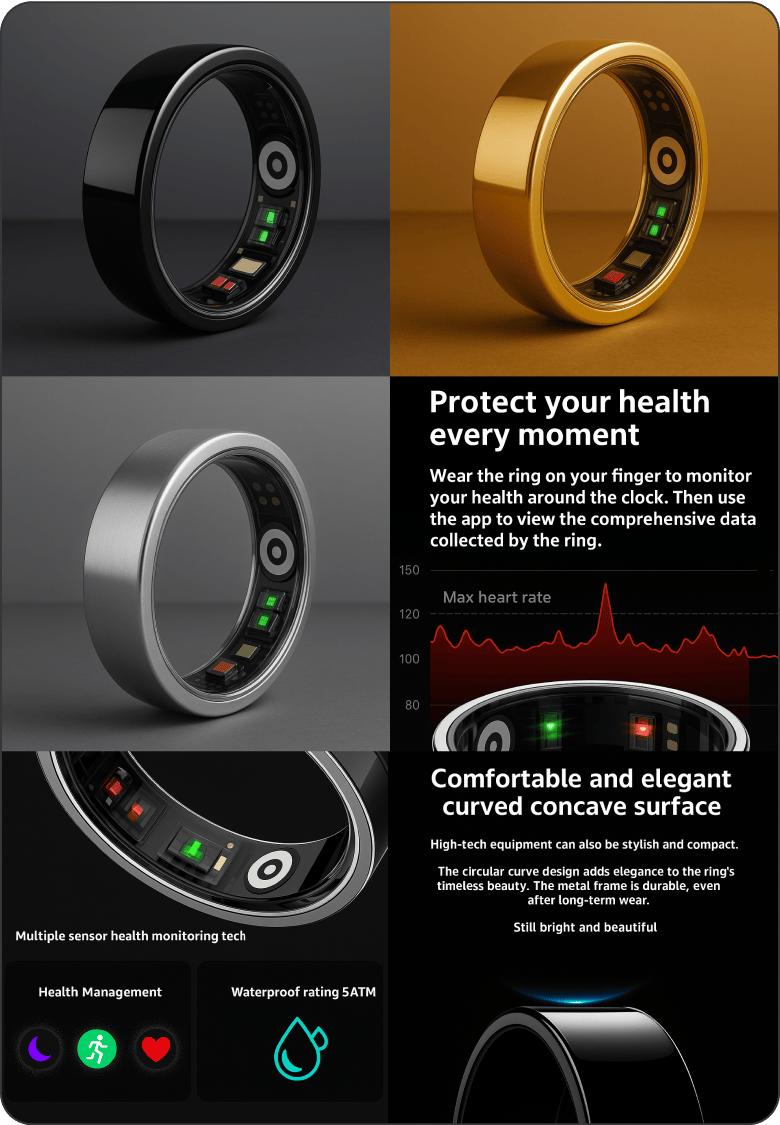 Protect your health
every moment
Wear the ring on your finger to monitor
your health around the clock. Then use
the app to view the comprehensive data
collected by the ring.
150
Max heart rate
120
100
80
Multiple sensor health monitoring tech
Health Management
Waterproof rating 5ATM
Comfortable and elegant
curved concave surface
High-tech equipment can also be stylish and compact.
The circular curve design adds elegance to the ring's
timeless beauty. The metal frame is durable, even
after long-term wear.
Still bright and beautiful